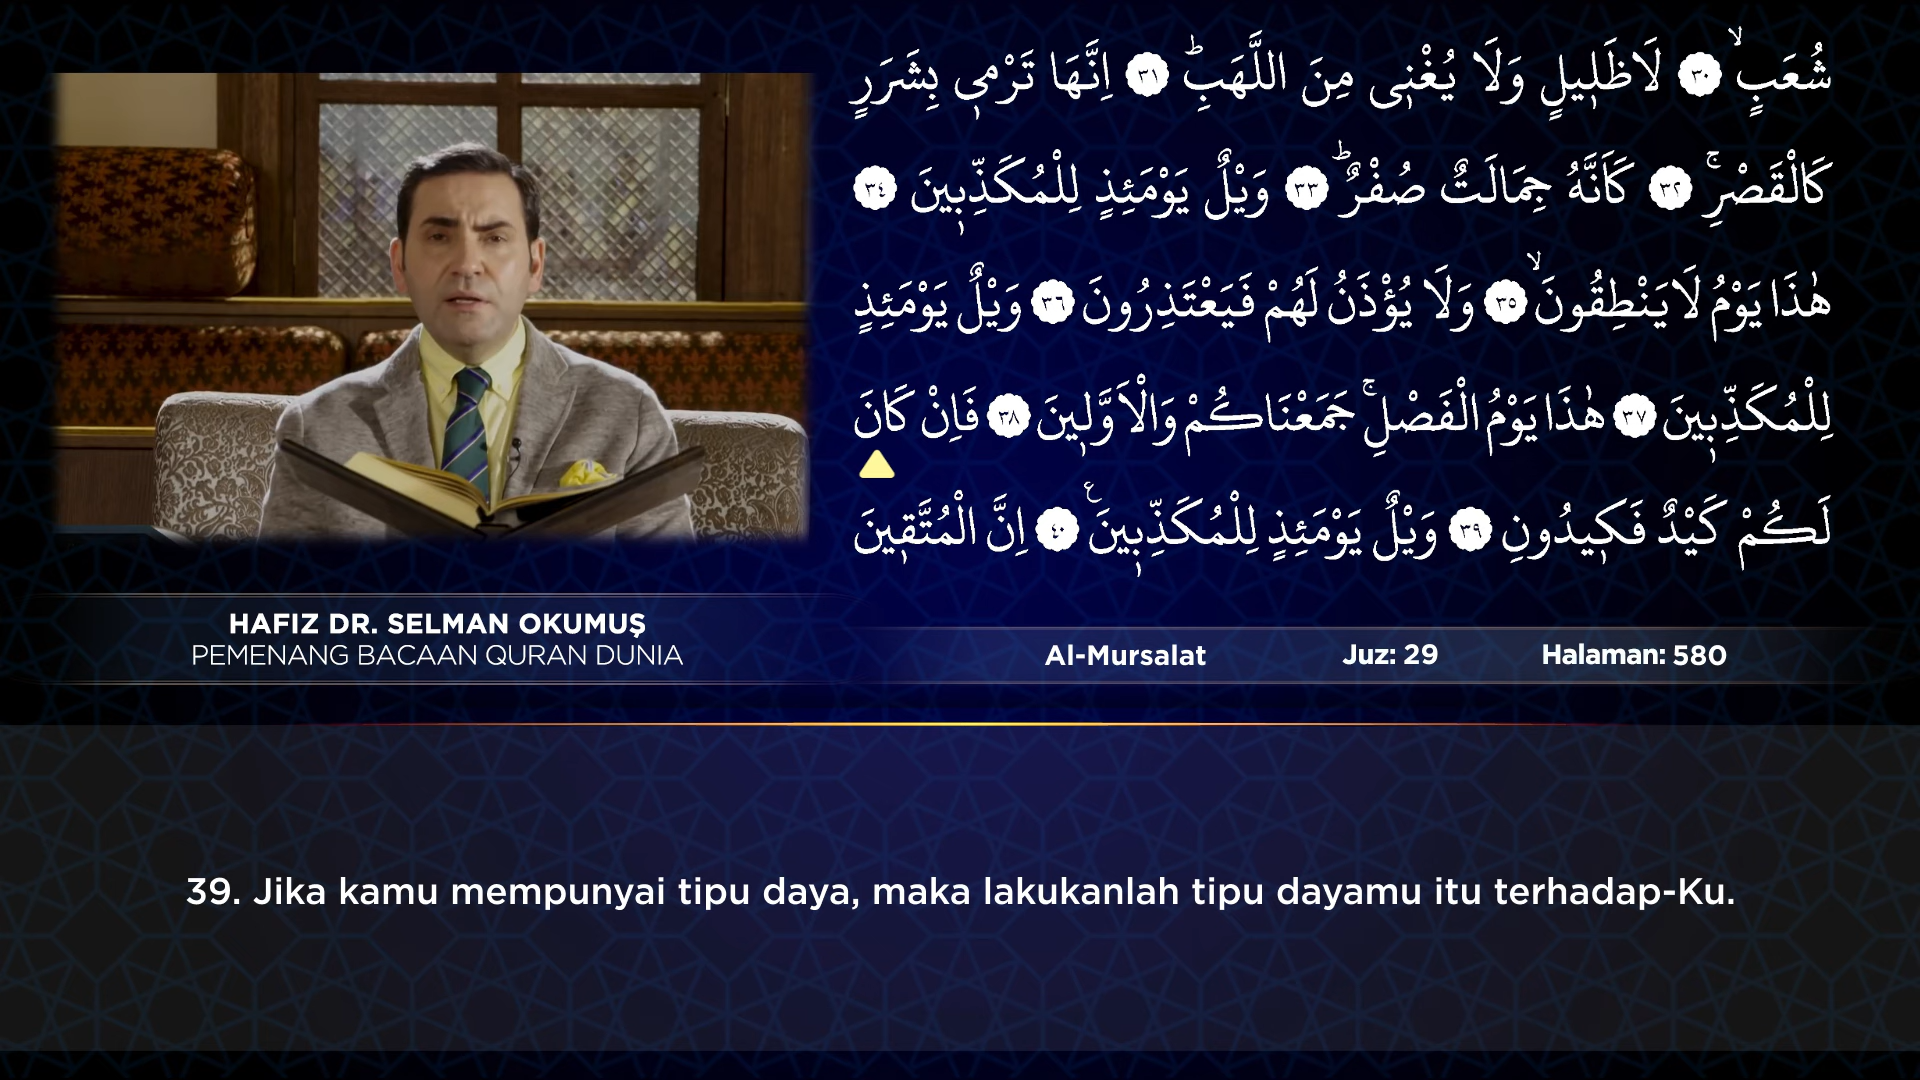 شُعَبٍۙ ﴿٣٠﴾ لَاظَلٖيلٍ وَلَا يُغْنٖى مِنَ اللَّهَبِؕ ﴿٣١﴾ اِنَّهَا تَرْمٖى بِشَرَرٍ
كَالْقَصْرِۚ ﴿٣٢﴾ كَاَنَّهُ جِمَالَتٌ صُفْرٌؕ ﴿٣٣﴾ وَيْلٌ يَوْمَئِذٍ لِلْمُكَذِّبٖينَ ﴿٣٤﴾
هٰذَا يَوْمُ لَا يَنْطِقُونَۙ ﴿٣٥﴾ وَلَا يُؤْذَنُ لَهُمْ فَيَعْتَذِرُونَ ﴿٣٦﴾ وَيْلٌ يَوْمَئِذٍ
لِلْمُكَذِّبٖينَ ﴿٣٧﴾ هٰذَا يَوْمُ الْفَصْلِۚ جَمَعْنَاكُمْ وَالْاَوَّلٖينَ ﴿٣٨﴾ فَاِنْ كَانَ
لَكُمْ كَيْدٌ فَكٖيدُونِ ﴿٣٩﴾ وَيْلٌ يَوْمَئِذٍ لِلْمُكَذِّبٖينَ ع ﴿٤٠﴾ اِنَّ الْمُتَّقٖينَ
HAFIZ DR. SELMAN OKUMUŞ
PEMENANG BACAAN QURAN DUNIA
Al-Mursalat Juz: 29 Halaman: 580
39. Jika kamu mempunyai tipu daya, maka lakukanlah tipu dayamu itu terhadap-Ku.